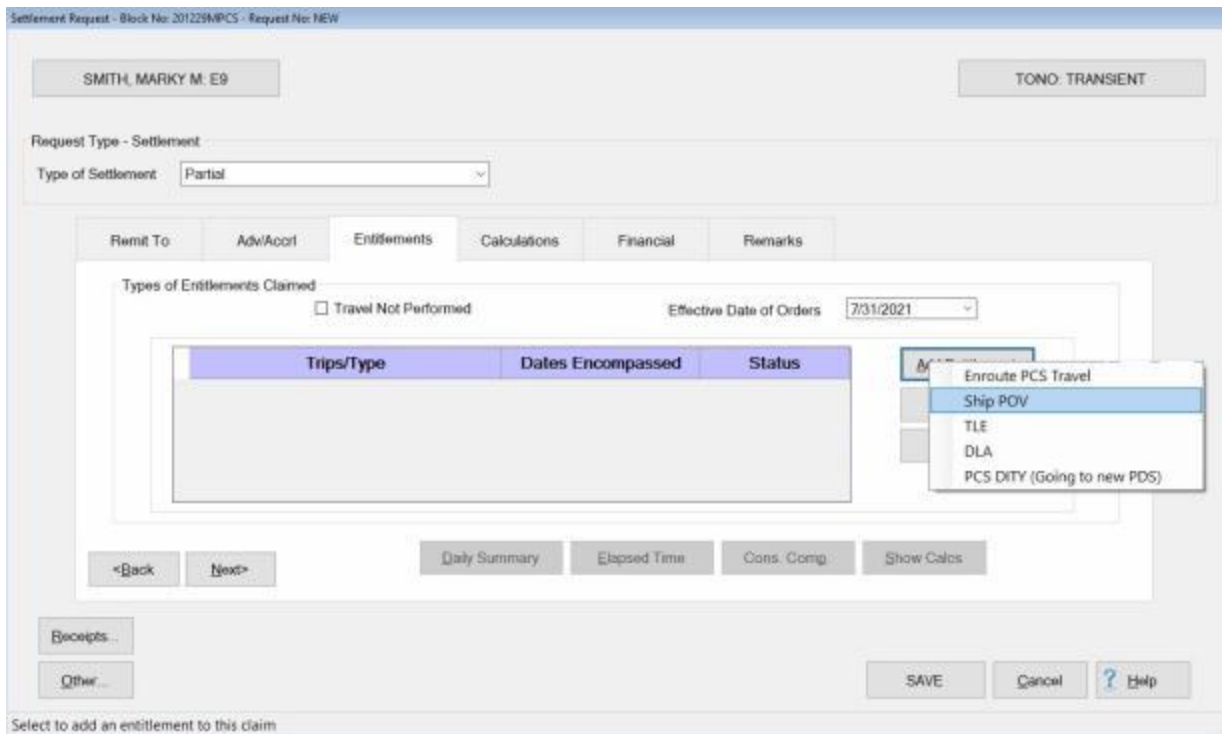 Settlement Request - Block No: 201229MPCS - Request No: NEW
SMITH, MARKY M: E9
TONO: TRANSIENT
Request Type - Settlement
Type of Settlement Partial
Remit To Adv/Accrl Entitlements Calculations Financial Remarks
Types of Entitlements Claimed
Travel Not Performed Effective Date of Orders 7/31/2021
Trips/Type Dates Encompassed Status
Enroute PCS Travel
Ship POV
TLE
DLA
PCS DITY (Going to new PDS)
<Back Next> Daily Summary Elapsed Time Cons. Comp Show Calcs
Receipts...
Other...
SAVE Cancel ? Help
Select to add an entitlement to this claim